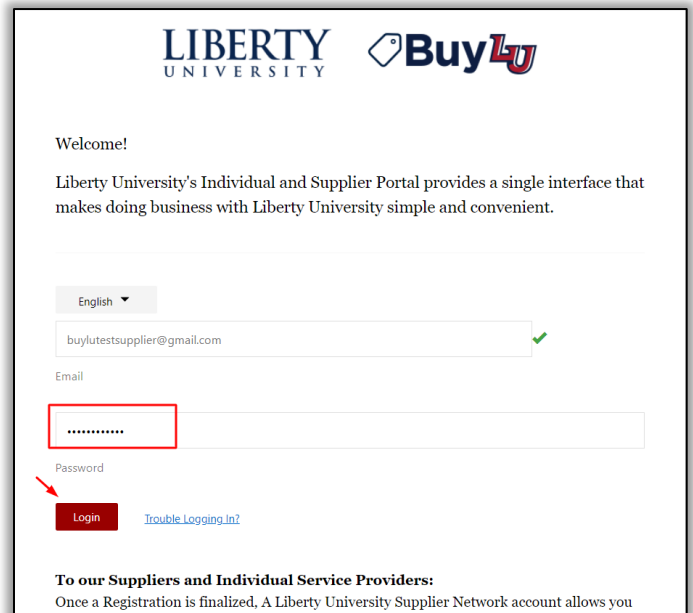 LIBERTY
UNIVERSITY
BuyLU
Welcome!
Liberty University's Individual and Supplier Portal provides a single interface that
makes doing business with Liberty University simple and convenient.
English
buylutestsupplier@gmail.com
Email
••••••••••••
Password
Login Trouble Logging In?
To our Suppliers and Individual Service Providers:
Once a Registration is finalized, A Liberty University Supplier Network account allows you